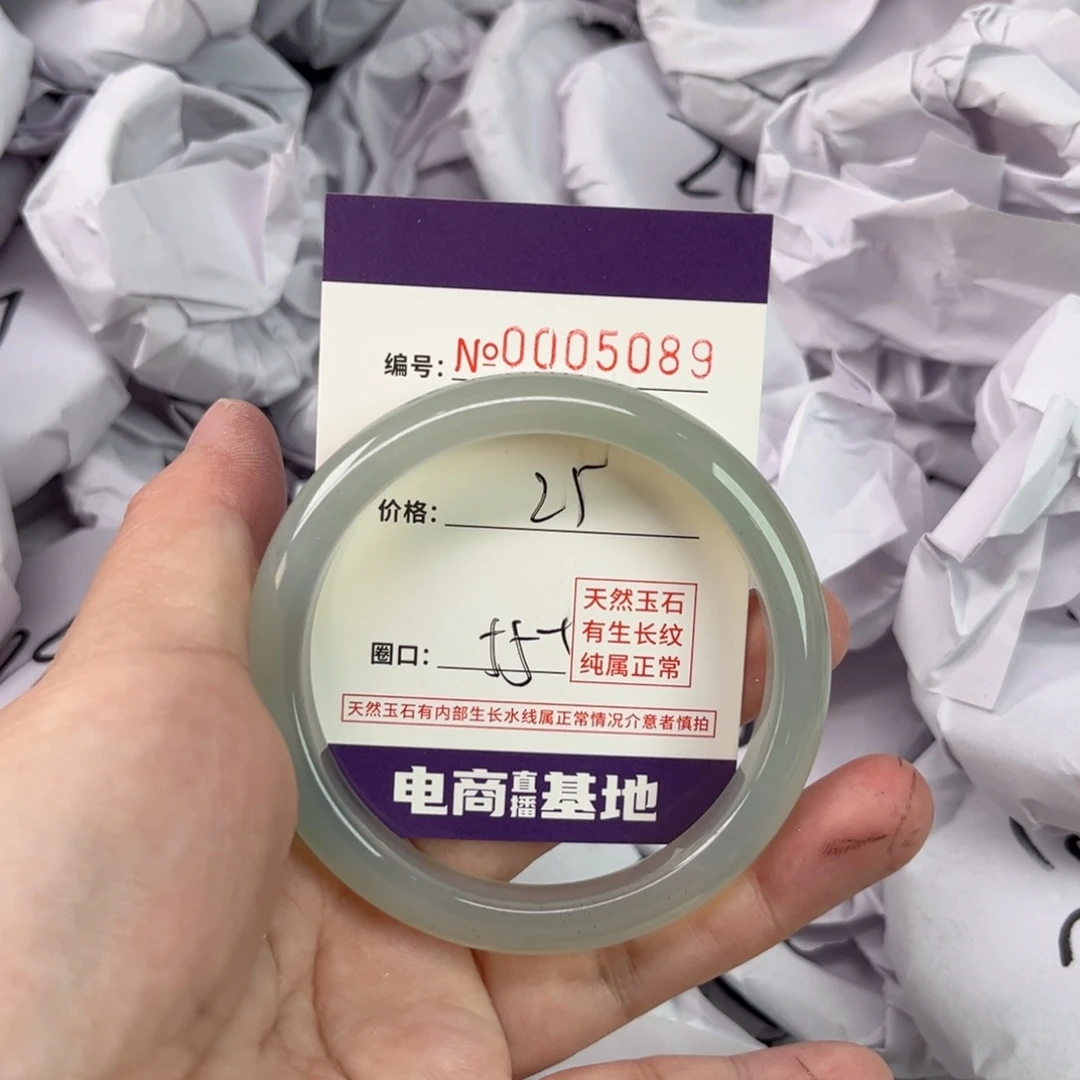 编号: №0005089
价格: 25
圈口:
天然玉石
有生长纹
纯属正常
天然玉石有内部生长水线属正常情况介意者慎拍
电商直播基地